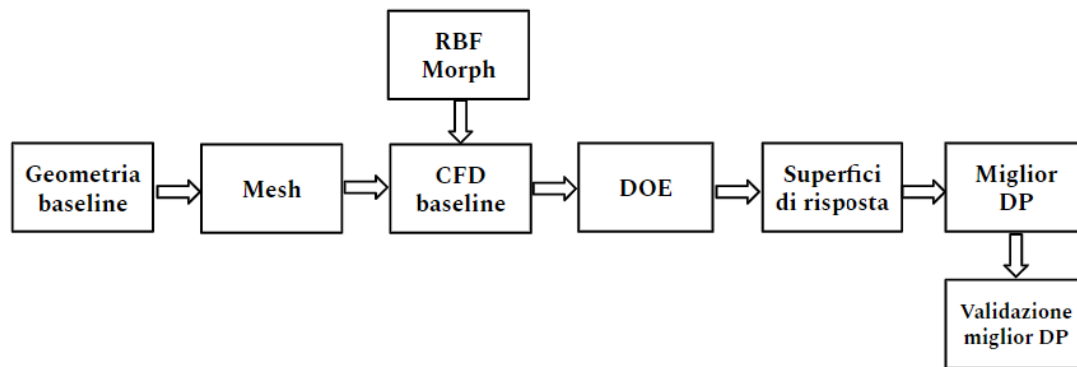 RBF
Morph
Geometria
baseline
Mesh
CFD
baseline
DOE
Superfici
di risposta
Miglior
DP
Validazione
miglior DP